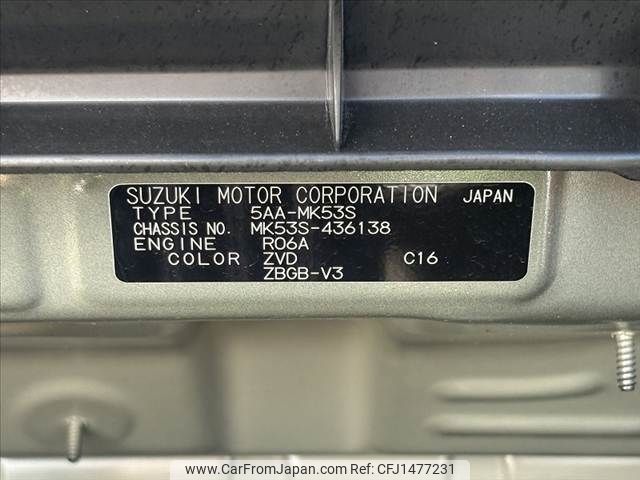 SUZUKI MOTOR CORPORATION JAPAN
TYPE 5AA-MK53S
CHASSIS NO. MK53S-436138
ENGINE R06A
COLOR ZVD C16
ZBGB-V3
www.CarFromJapan.com | CFJ1477231